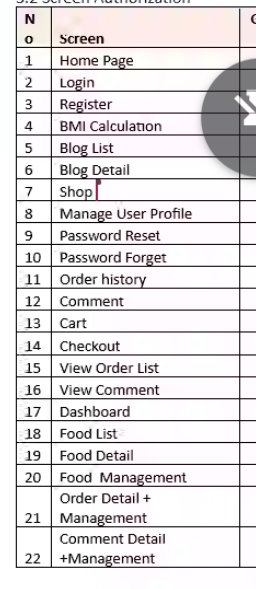 3.2 Screen Authorization
N
o Screen
1 Home Page
2 Login
3 Register
4 BMI Calculation
5 Blog List
6 Blog Detail
7 Shop
8 Manage User Profile
9 Password Reset
10 Password Forget
11 Order history
12 Comment
13 Cart
14 Checkout
15 View Order List
16 View Comment
17 Dashboard
18 Food List
19 Food Detail
20 Food Management
Order Detail +
21 Management
Comment Detail
22 +Management